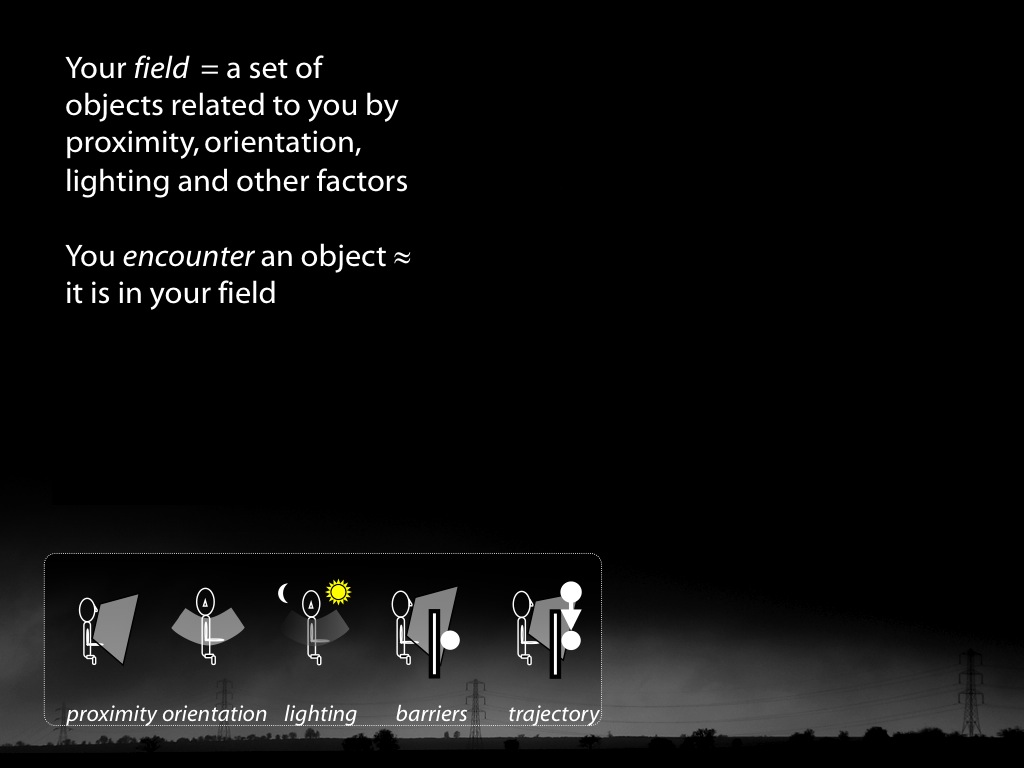 Your field = a set of
objects related to you by
proximity, orientation,
lighting and other factors
You encounter an object ≈
it is in your field
proximity orientation lighting barriers trajectory